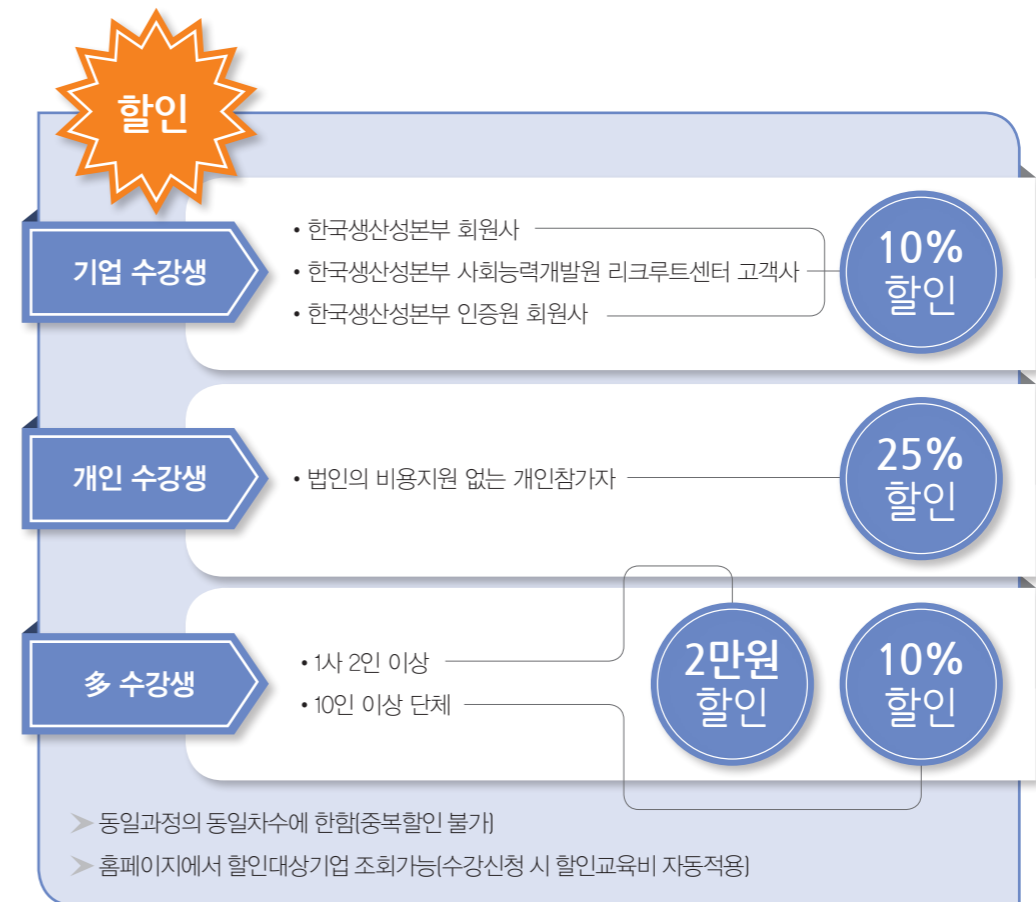 할인
기업 수강생
• 한국생산성본부 회원사
• 한국생산성본부 사회능력개발원 리크루트센터 고객사
• 한국생산성본부 인증원 회원사
10%
할인
개인 수강생
• 법인의 비용지원 없는 개인참가자
25%
할인
多 수강생
• 1사 2인 이상
• 10인 이상 단체
2만원
할인
10%
할인
➤ 동일과정의 동일차수에 한함(중복할인 불가)
➤ 홈페이지에서 할인대상기업 조회가능(수강신청 시 할인교육비 자동적용)